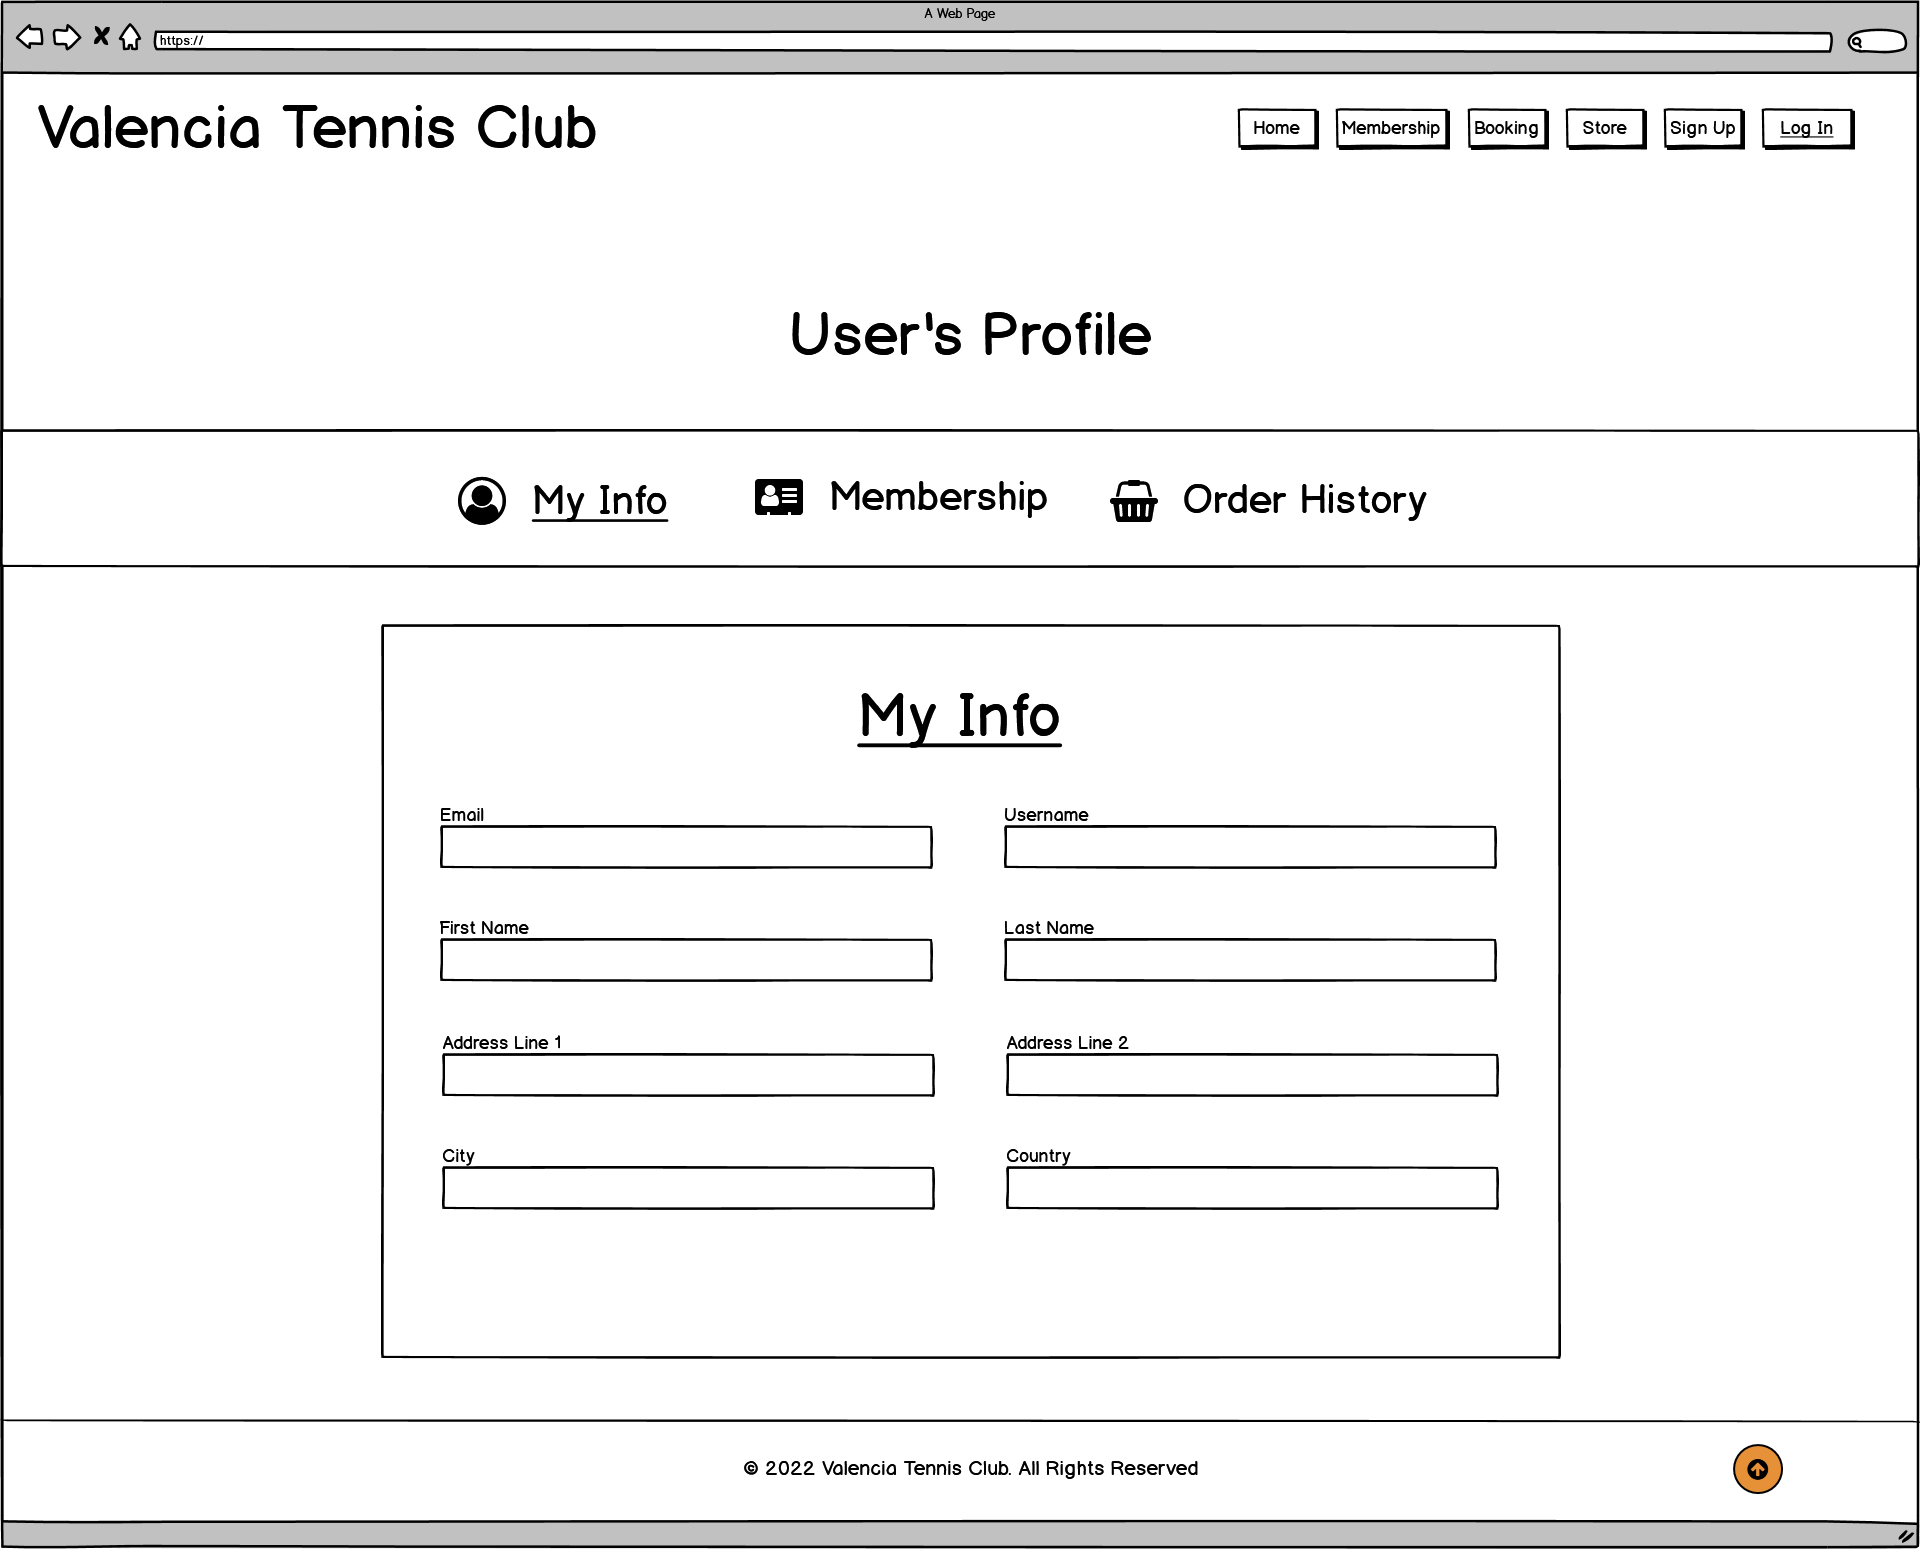 A Web Page
https://
Valencia Tennis Club
Home
Membership
Booking
Store
Sign Up
Log In
User's Profile
My Info
Membership
Order History
My Info
Email
Username
First Name
Last Name
Address Line 1
Address Line 2
City
Country
© 2022 Valencia Tennis Club. All Rights Reserved